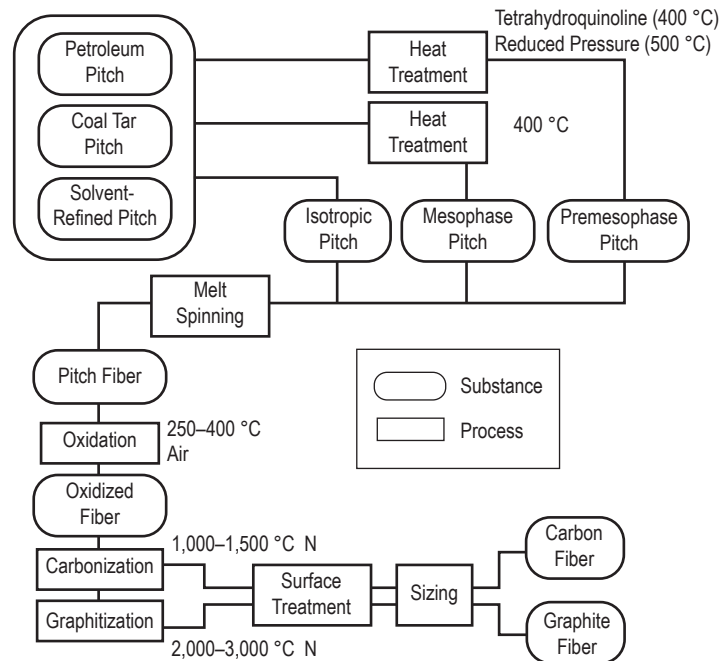 Tetrahydroquinoline (400 °C)
Reduced Pressure (500 °C)
Petroleum
Pitch
Heat
Treatment
Coal Tar
Pitch
Heat
Treatment
400 °C
Solvent-
Refined Pitch
Isotropic
Pitch
Mesophase
Pitch
Premesophase
Pitch
Melt
Spinning
Pitch Fiber
Substance
Process
Oxidation
250–400 °C
Air
Oxidized
Fiber
1,000–1,500 °C N
Carbonization
Surface
Treatment
Sizing
Carbon
Fiber
Graphitization
Graphite
Fiber
2,000–3,000 °C N